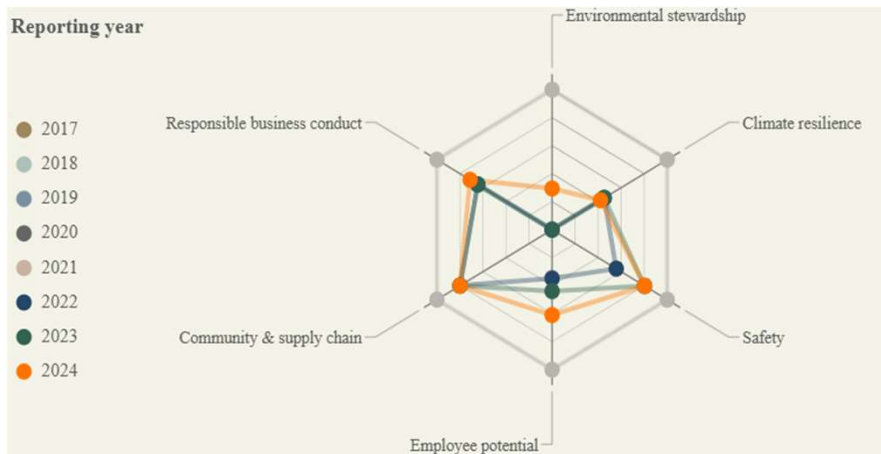 Reporting year
2017
2018
2019
2020
2021
2022
2023
2024
Environmental stewardship
Responsible business conduct
Climate resilience
Community & supply chain
Safety
Employee potential